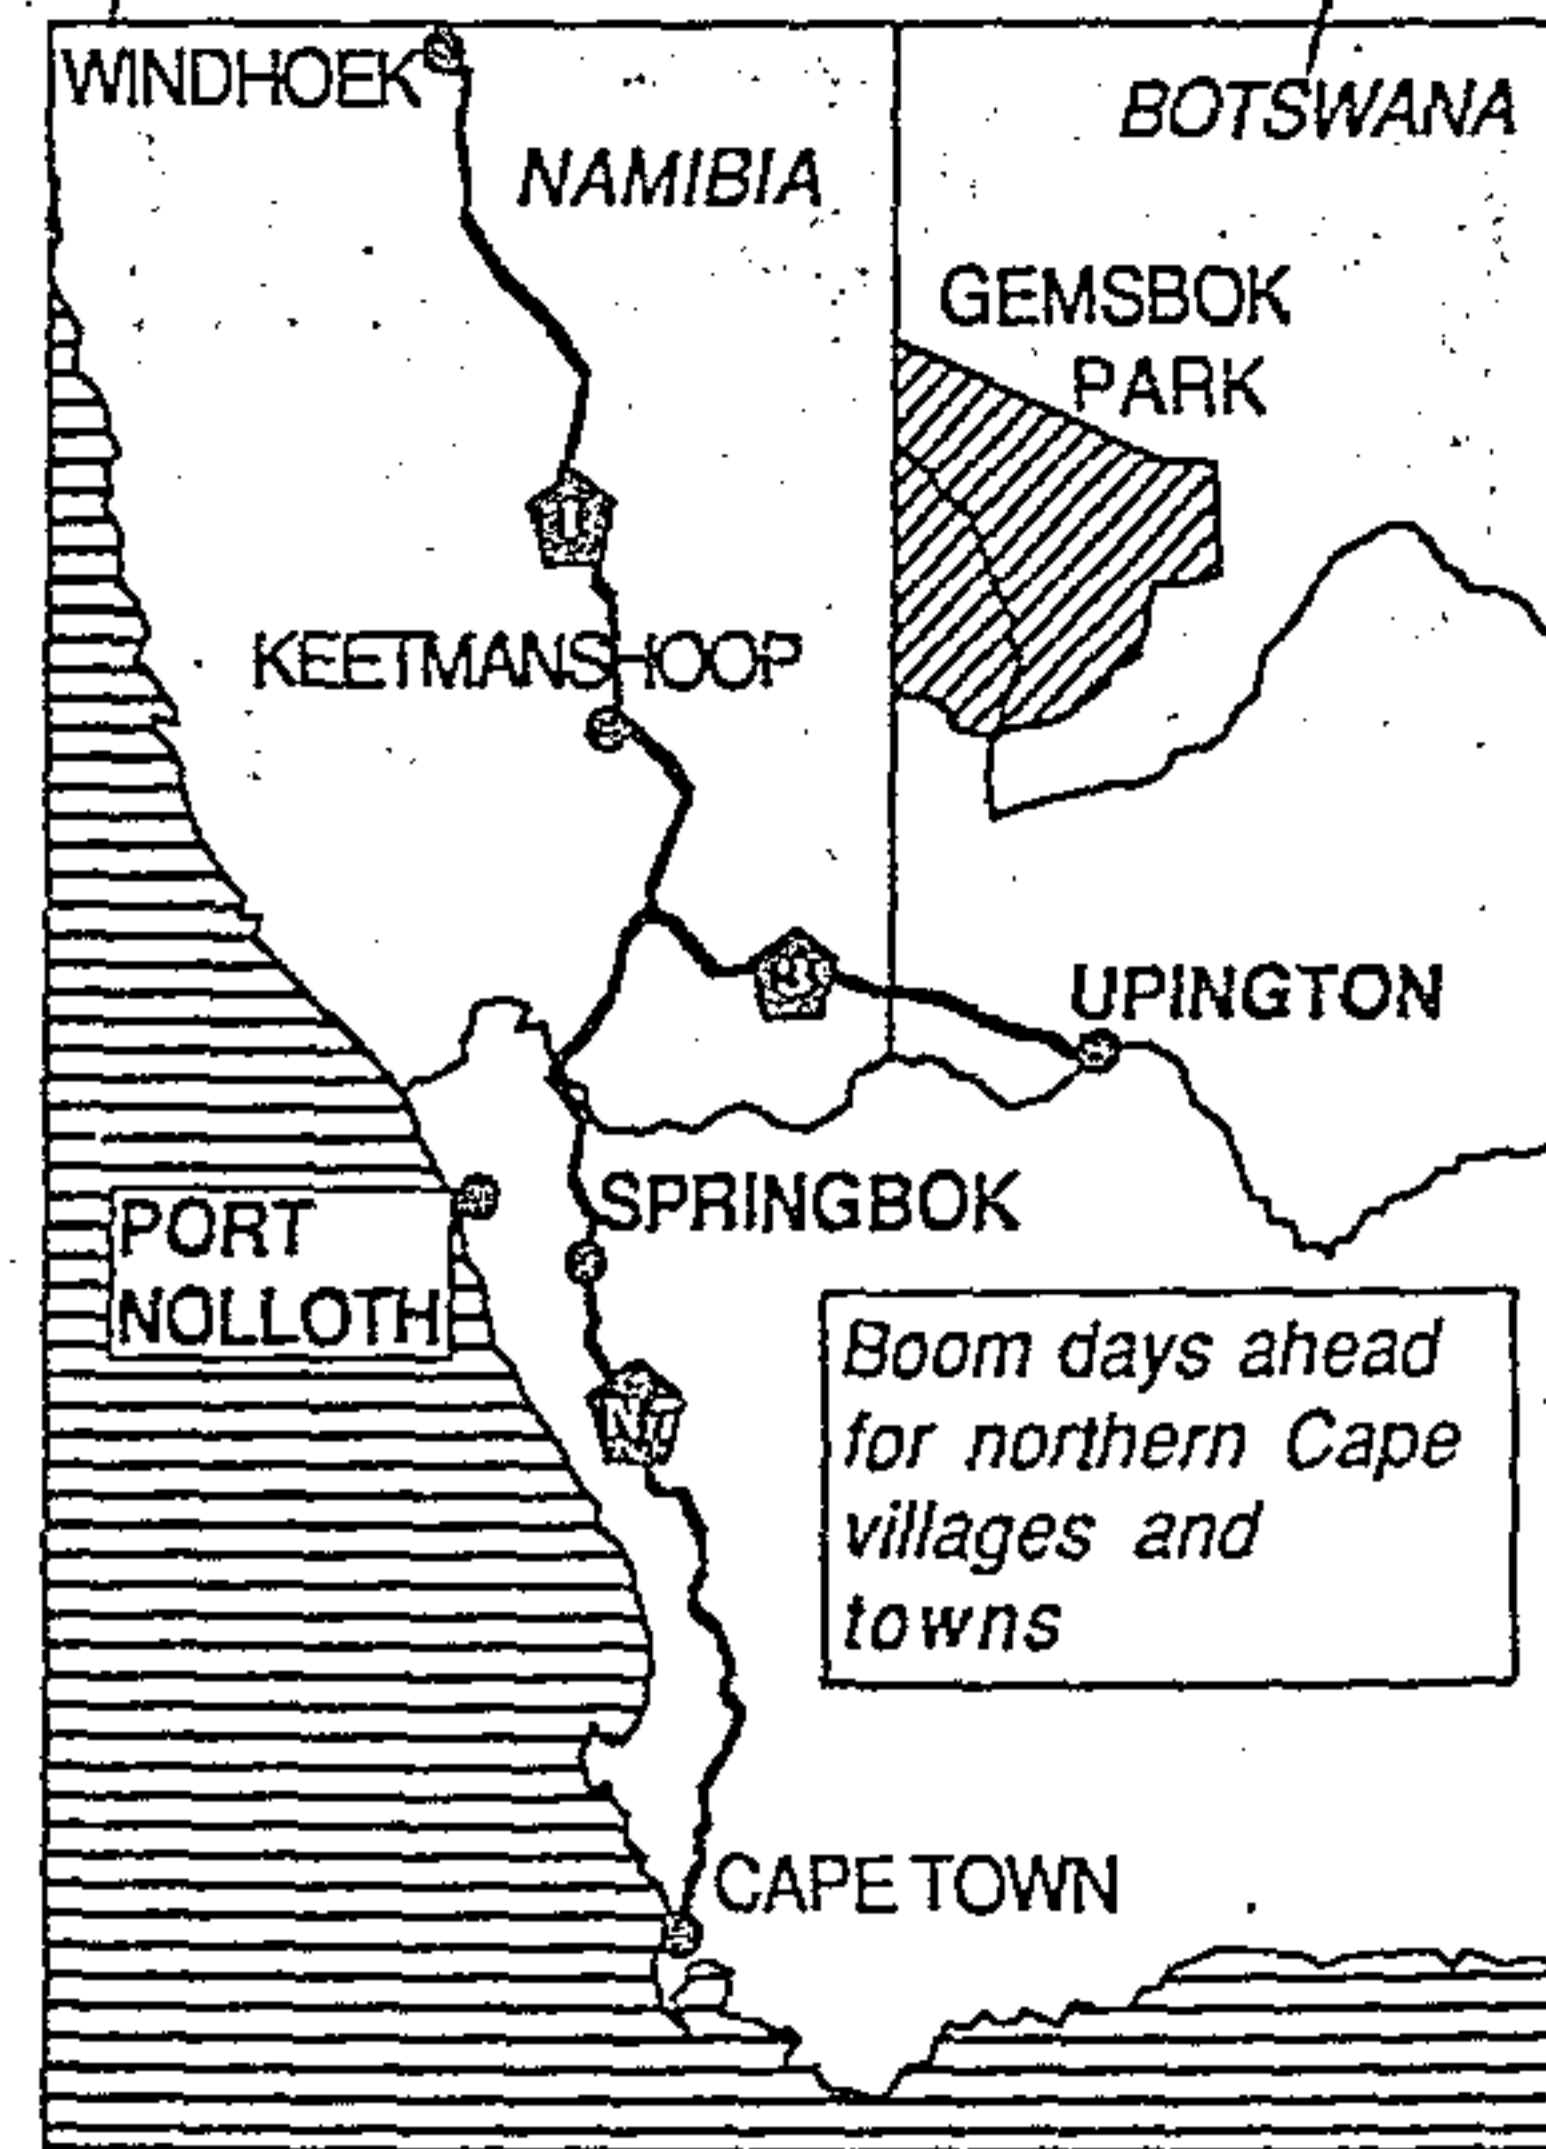 WINDHOEK
BOTSWANA
NAMIBIA
GEMSBOK
PARK
KEETMANSHOOP
UPINGTON
PORT
NOLLOTH
SPRINGBOK
N7
Boom days ahead
for northern Cape
villages and
towns
CAPE TOWN